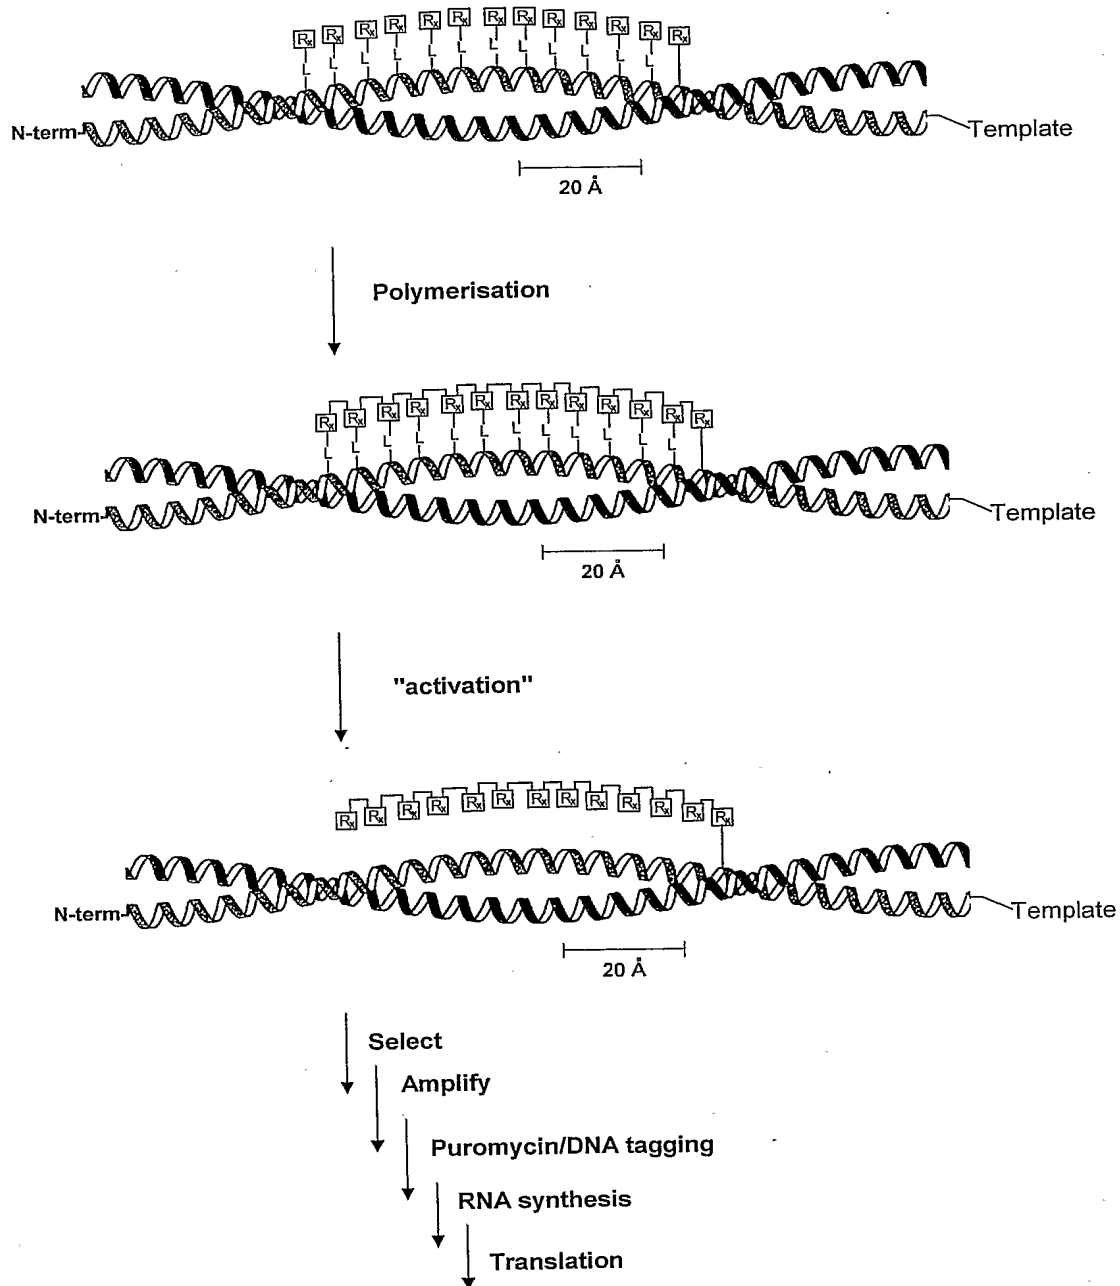 Rx Rx Rx Rx Rx Rx Rx Rx Rx Rx Rx Rx Rx
L L L L L L L L L L L L
N-term
Template
20 Å
Polymerisation
Rx Rx Rx Rx Rx Rx Rx Rx Rx Rx Rx Rx Rx
L L L L L L L L L L L L
N-term
Template
20 Å
"activation"
Rx Rx Rx Rx Rx Rx Rx Rx Rx Rx Rx Rx Rx
N-term
Template
20 Å
Select
Amplify
Puromycin/DNA tagging
RNA synthesis
Translation